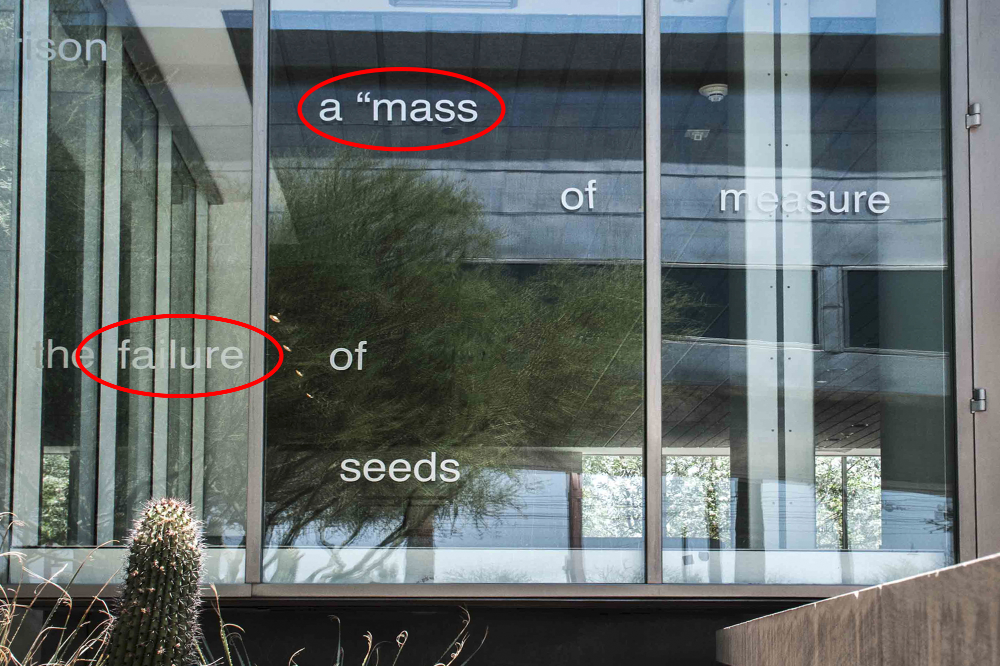 rison
a “mass
of measure
the failure of
seeds